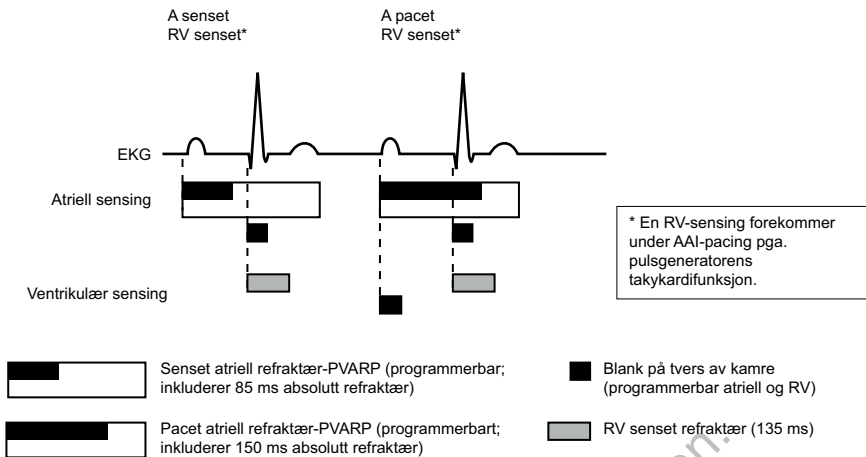 A senset
RV senset*
A pacet
RV senset*
EKG
Atriell sensing
Ventrikulær sensing
* En RV-sensing forekommer
under AAI-pacing pga.
pulsgeneratorens
takykardifunksjon.
Senset atriell refraktær-PVARP (programmerbar;
inkluderer 85 ms absolutt refraktær)
Blank på tvers av kamre
(programmerbar atriell og RV)
Pacet atriell refraktær-PVARP (programmerbart;
inkluderer 150 ms absolutt refraktær)
RV senset refraktær (135 ms)